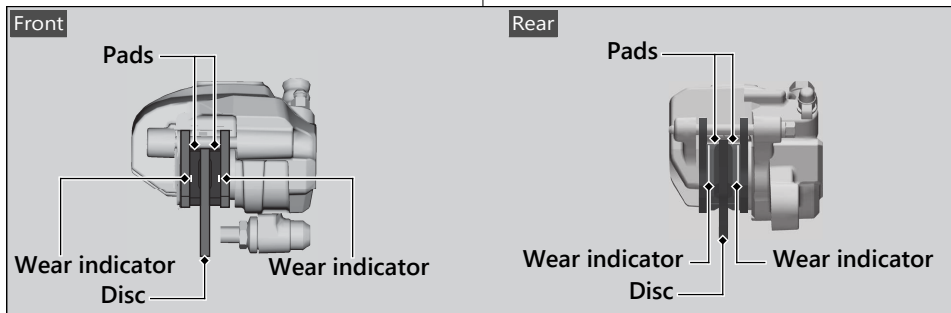 Front
Pads
Wear indicator
Wear indicator
Disc
Rear
Pads
Wear indicator
Wear indicator
Disc